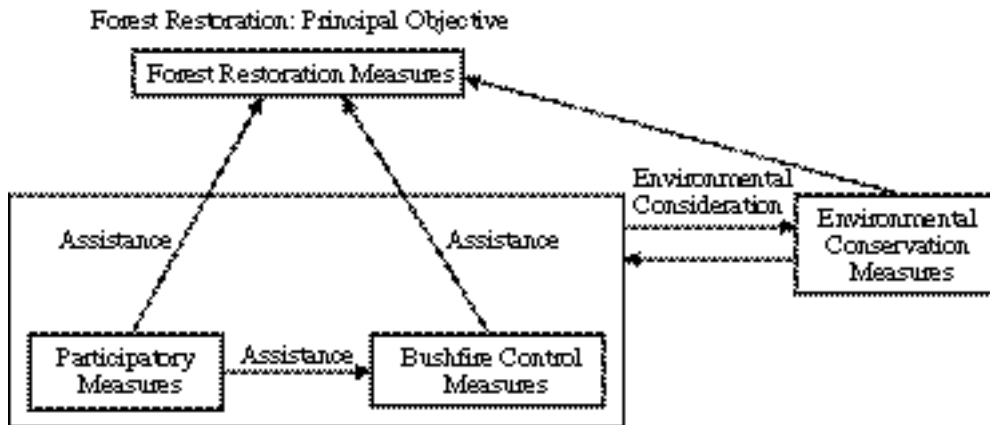 Forest Restoration: Principal Objective
Forest Restoration Measures
Environmental
Consideration
Environmental
Conservation
Measures
Assistance
Assistance
Participatory
Measures
Assistance
Bushfire Control
Measures